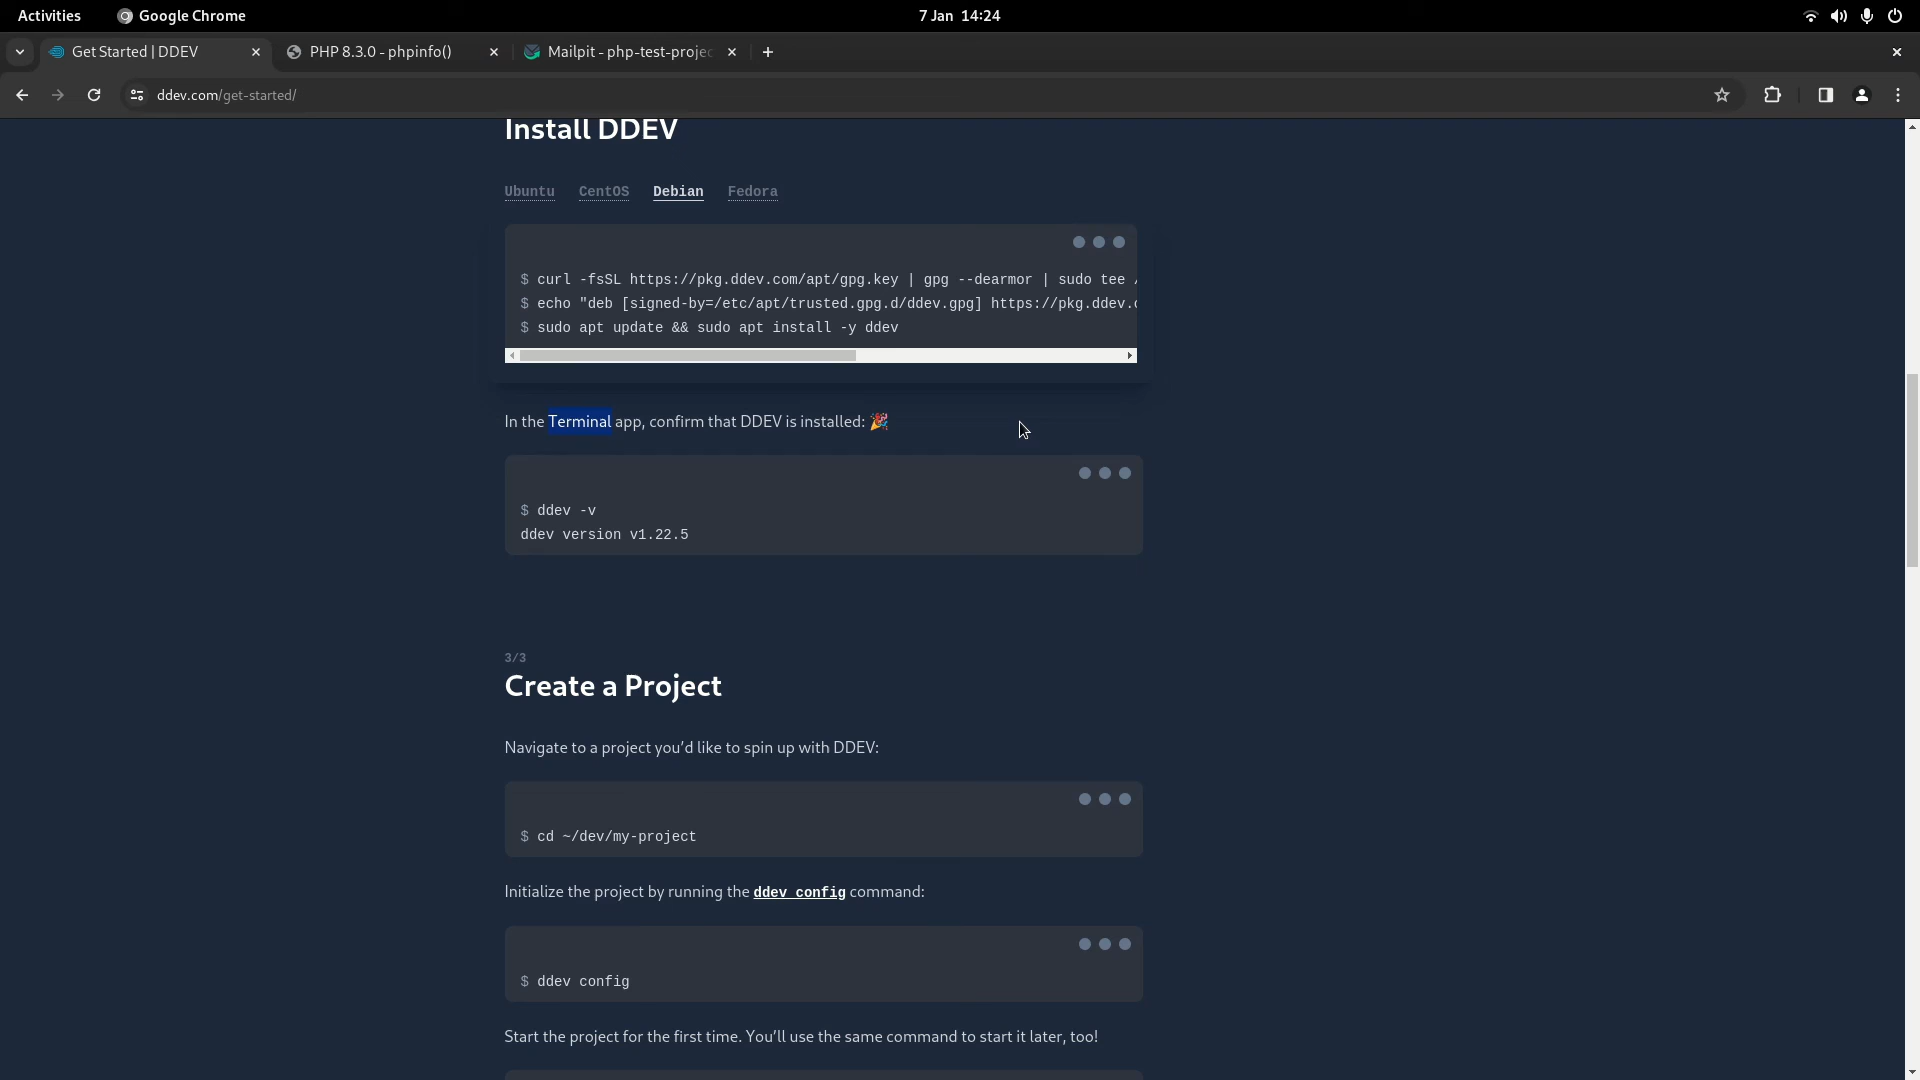 Activities
Google Chrome
7 Jan 14:24
Get Started | DDEV
PHP 8.3.0 - phpinfo()
Mailpit - php-test-projec
ddev.com/get-started/
Install DDEV
Ubuntu CentOS Debian Fedora
$ curl -fsSL https://pkg.ddev.com/apt/gpg.key | gpg --dearmor | sudo tee /
$ echo "deb [signed-by=/etc/apt/trusted.gpg.d/ddev.gpg] https://pkg.ddev.c
$ sudo apt update && sudo apt install -y ddev
In the Terminal app, confirm that DDEV is installed: 🎉
$ ddev -v
ddev version v1.22.5
3/3
Create a Project
Navigate to a project you’d like to spin up with DDEV:
$ cd ~/dev/my-project
Initialize the project by running the ddev config command:
$ ddev config
Start the project for the first time. You’ll use the same command to start it later, too!